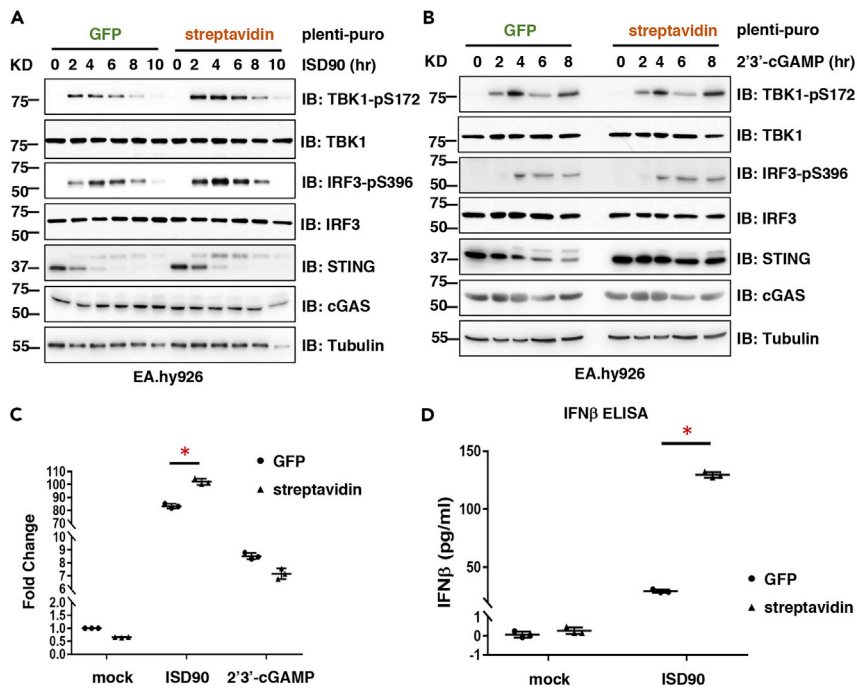 A
GFP streptavidin plenti-puro
KD 0 2 4 6 8 10 0 2 4 6 8 10 ISD90 (hr)
75 IB: TBK1-pS172
75 IB: TBK1
75
50 IB: IRF3-pS396
75
50 IB: IRF3
37 IB: STING
75
50 IB: cGAS
55 IB: Tubulin
EA.hy926
B
GFP streptavidin plenti-puro
KD 0 2 4 6 8 0 2 4 6 8 2'3'-cGAMP (hr)
75 IB: TBK1-pS172
75 IB: TBK1
75
50 IB: IRF3-pS396
75
50 IB: IRF3
37 IB: STING
75
50 IB: cGAS
55 IB: Tubulin
EA.hy926
C
Fold Change
110
100
90
80
70
10
9
8
7
6
2.0
1.5
1.0
0.5
0.0
*
GFP
streptavidin
mock ISD90 2'3'-cGAMP
D
IFNβ ELISA
IFNβ (pg/ml)
150
100
50
1
0
-1
*
GFP
streptavidin
mock ISD90